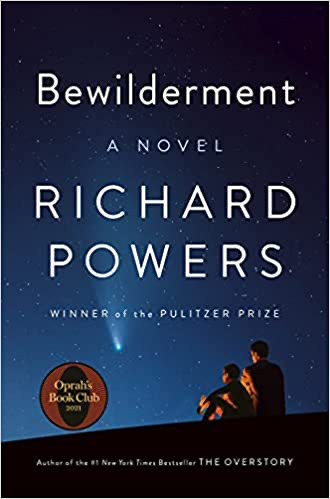 Bewilderment
A NOVEL
RICHARD
POWERS
WINNER of the PULITZER PRIZE
Oprah's
Book Club
2021
Author of the #1 New York Times Bestseller THE OVERSTORY